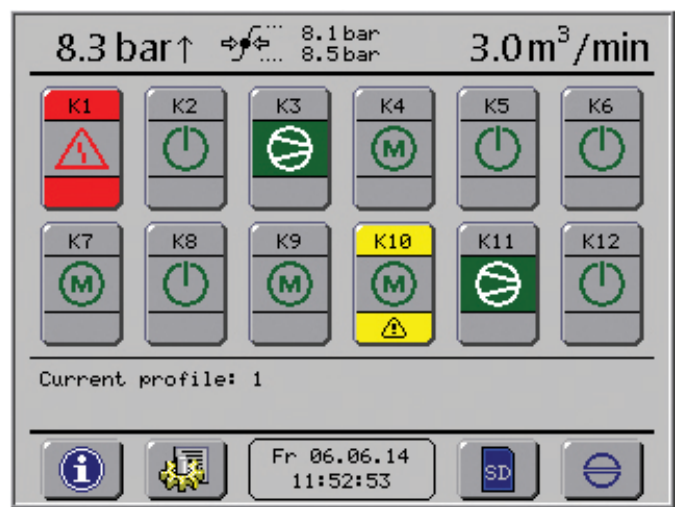 8.3 bar↑ 8.1 bar 3.0 m³/min
8.5 bar
K1 K2 K3 K4 K5 K6
M
K7 K8 K9 K10 K11 K12
M M M
Current profile: 1
i Fr 06.06.14 SD
11:52:53